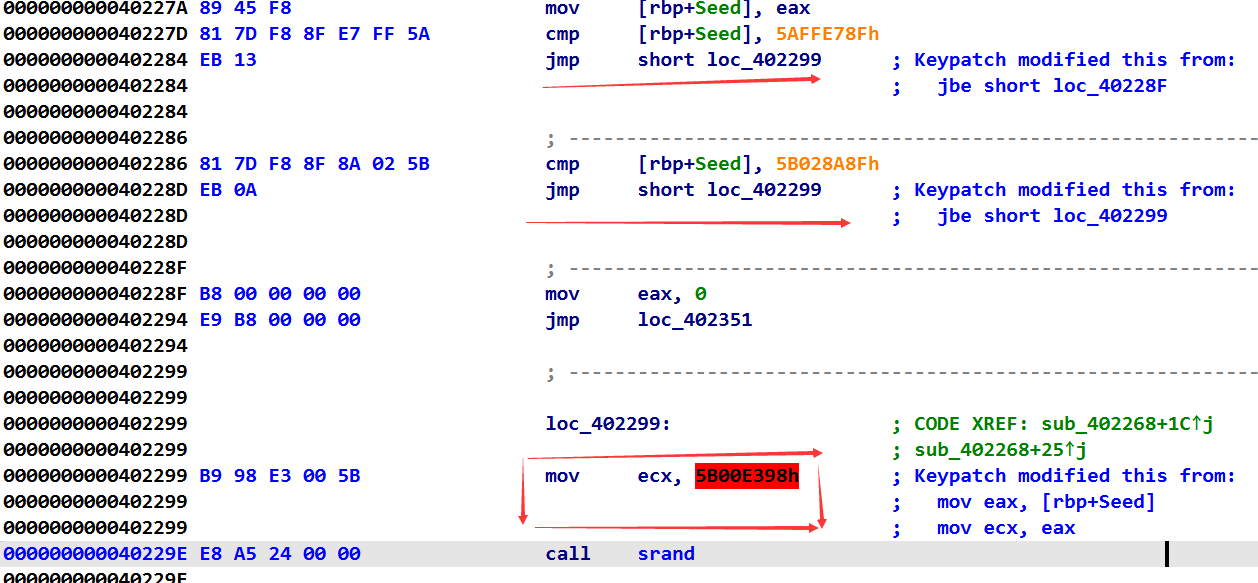 000000000040227A 89 45 F8 mov [rbp+Seed], eax
000000000040227D 81 7D F8 8F E7 FF 5A cmp [rbp+Seed], 5AFFE78Fh
0000000000402284 EB 13 jmp short loc_402299 ; Keypatch modified this from:
0000000000402284 ; jbe short loc_40228F
0000000000402284
0000000000402286 ; ---------------------------------------------------------------
0000000000402286 81 7D F8 8F 8A 02 5B cmp [rbp+Seed], 5B028A8Fh
000000000040228D EB 0A jmp short loc_402299 ; Keypatch modified this from:
000000000040228D ; jbe short loc_402299
000000000040228D
000000000040228F ; ---------------------------------------------------------------
000000000040228F B8 00 00 00 00 mov eax, 0
0000000000402294 E9 B8 00 00 00 jmp loc_402351
0000000000402294
0000000000402299 ; ---------------------------------------------------------------
0000000000402299
0000000000402299 loc_402299: ; CODE XREF: sub_402268+1C↑j
0000000000402299 ; sub_402268+25↑j
0000000000402299 B9 98 E3 00 5B mov ecx, 5B00E398h ; Keypatch modified this from:
0000000000402299 ; mov eax, [rbp+Seed]
0000000000402299 ; mov ecx, eax
000000000040229E E8 A5 24 00 00 call srand
000000000040229E